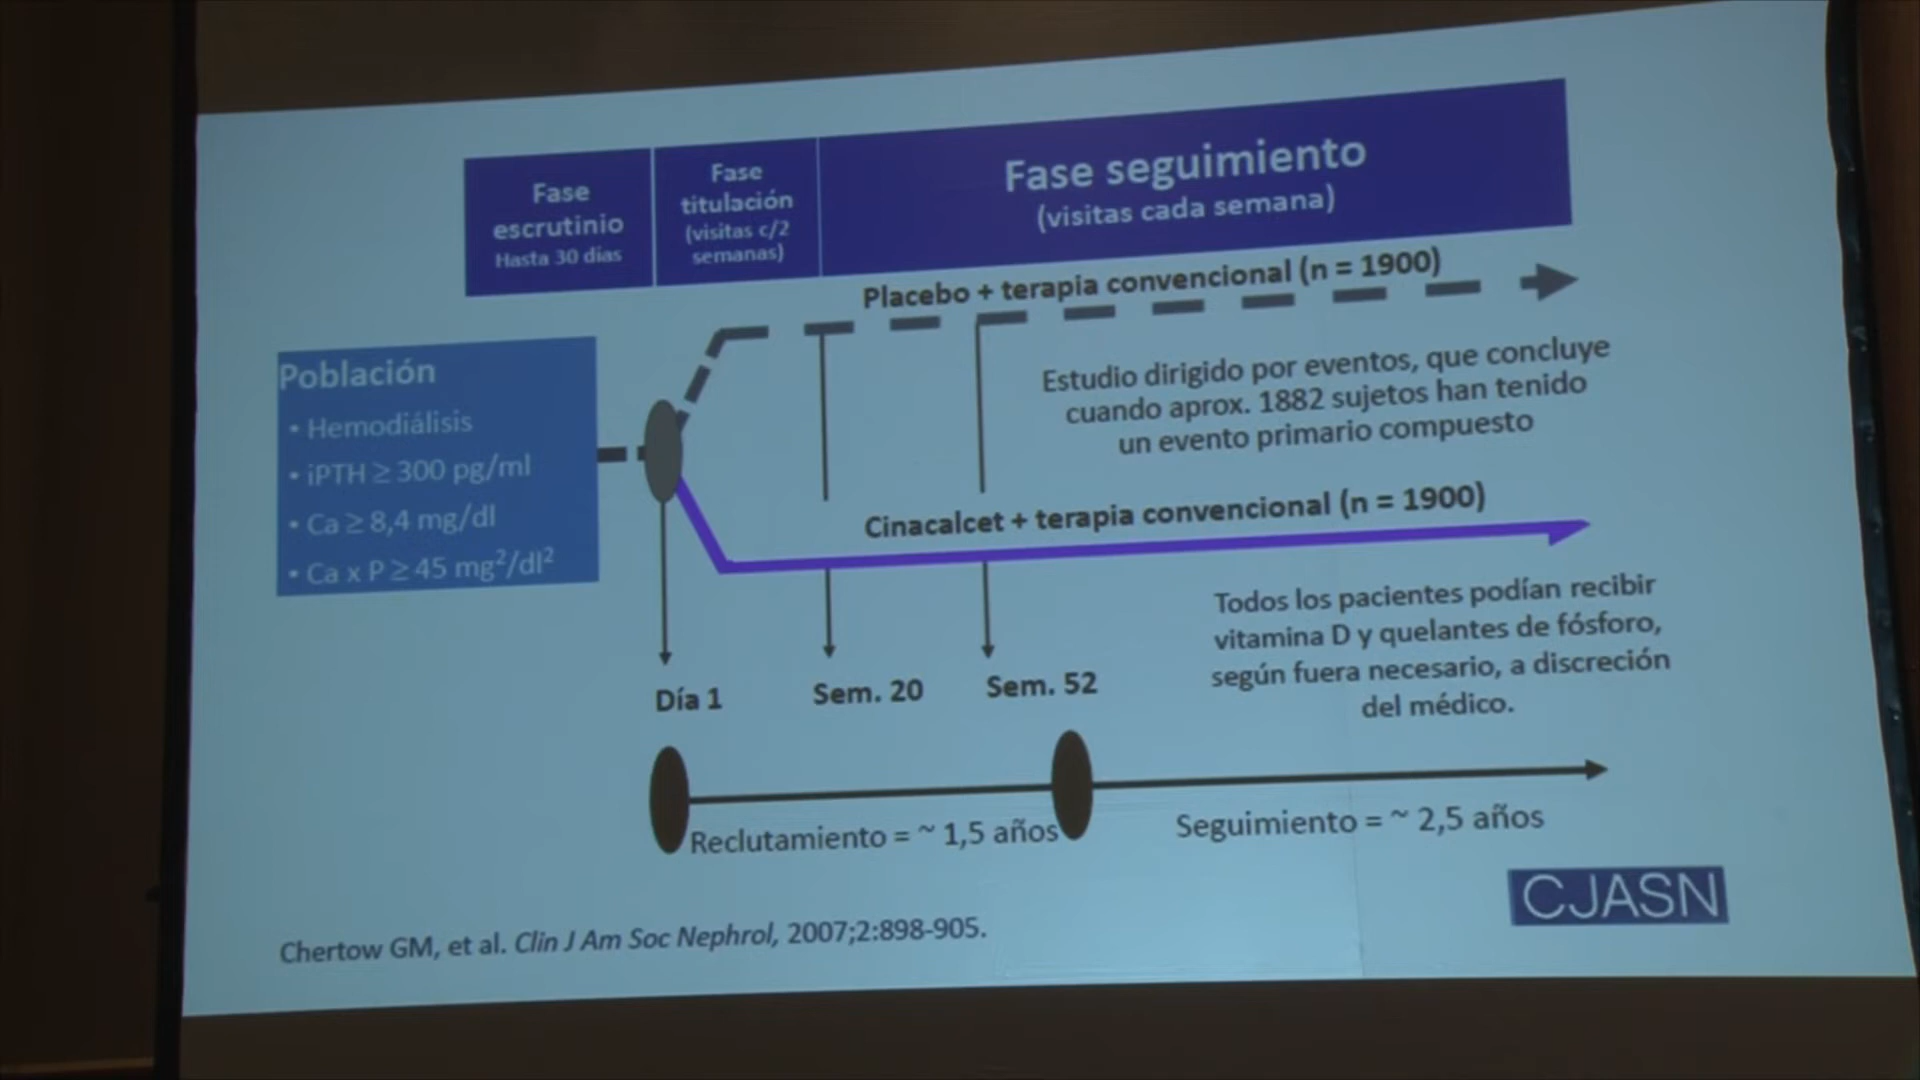 Fase
escrutinio
Hasta 30 días
Fase
titulación
(visitas c/2
semanas)
Fase seguimiento
(visitas cada semana)
Placebo + terapia convencional (n = 1900)
Población
• Hemodiálisis
• iPTH ≥ 300 pg/ml
• Ca ≥ 8,4 mg/dl
• Ca x P ≥ 45 mg²/dl²
Estudio dirigido por eventos, que concluye
cuando aprox. 1882 sujetos han tenido
un evento primario compuesto
Cinacalcet + terapia convencional (n = 1900)
Todos los pacientes podían recibir
vitamina D y quelantes de fósforo,
según fuera necesario, a discreción
del médico.
Día 1
Sem. 20
Sem. 52
Reclutamiento = ~ 1,5 años
Seguimiento = ~ 2,5 años
CJASN
Chertow GM, et al. Clin J Am Soc Nephrol, 2007;2:898-905.